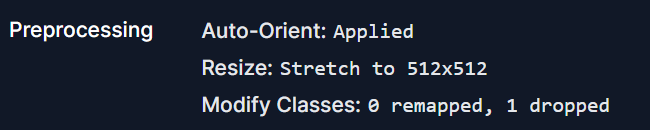 Preprocessing
Auto-Orient: Applied
Resize: Stretch to 512x512
Modify Classes: 0 remapped, 1 dropped